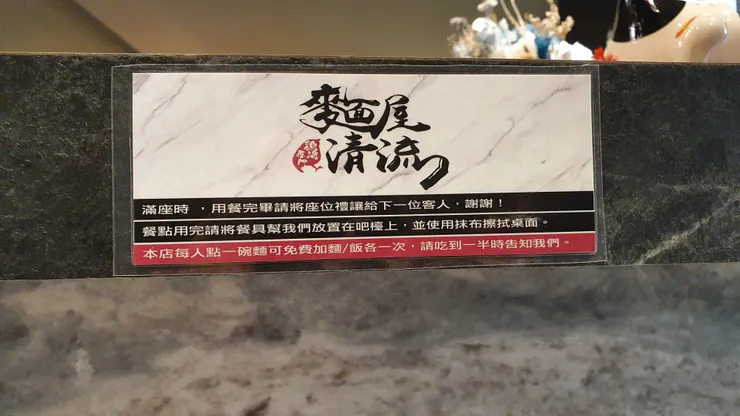 麵屋
清流
鶏湯專門
滿座時 ，用餐完畢請將座位禮讓給下一位客人，謝謝！
餐點用完請將餐具幫我們放置在吧檯上，並使用抹布擦拭桌面。
本店每人點一碗麵可免費加麵/飯各一次，請吃到一半時告知我們。